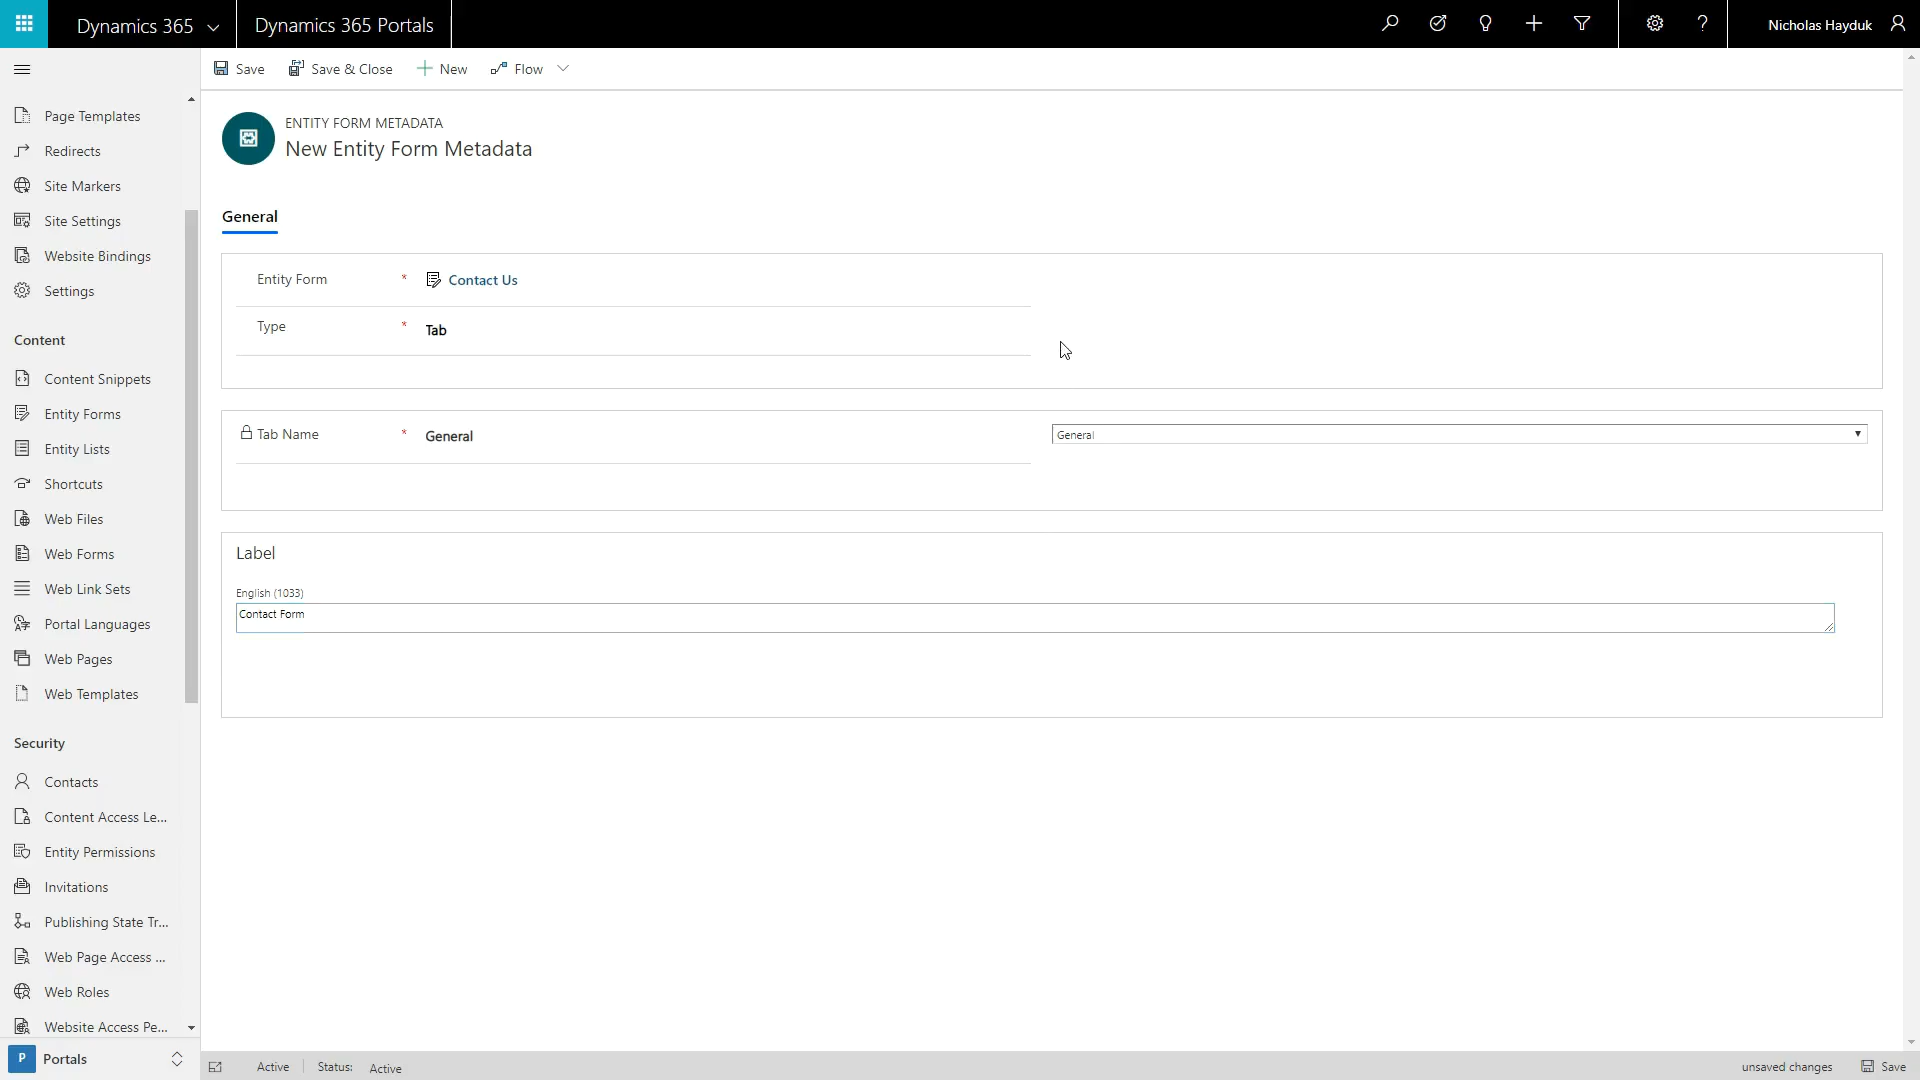 Dynamics 365
Dynamics 365 Portals
Nicholas Hayduk
Save
Save & Close
New
Flow
Page Templates
Redirects
Site Markers
Site Settings
Website Bindings
Settings
Content
Content Snippets
Entity Forms
Entity Lists
Shortcuts
Web Files
Web Forms
Web Link Sets
Portal Languages
Web Pages
Web Templates
Security
Contacts
Content Access Le...
Entity Permissions
Invitations
Publishing State Tr...
Web Page Access ...
Web Roles
Website Access Pe...
P
Portals
ENTITY FORM METADATA
New Entity Form Metadata
General
Entity Form * Contact Us
Type * Tab
Tab Name * General
General
Label
English (1033)
Contact Form
Active
Status: Active
unsaved changes
Save